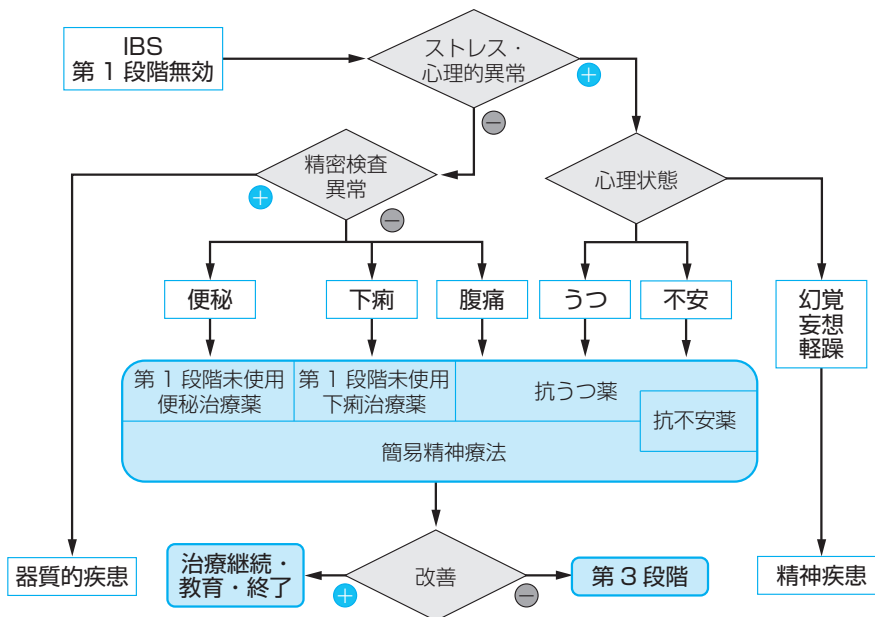 IBS
第1段階無効
ストレス・
心理的異常
+
−
精密検査
異常
+
−
心理状態
便秘
下痢
腹痛
うつ
不安
幻覚
妄想
軽躁
第1段階未使用
便秘治療薬
第1段階未使用
下痢治療薬
抗うつ薬
抗不安薬
簡易精神療法
器質的疾患
治療継続・
教育・終了
+
改善
−
第3段階
精神疾患